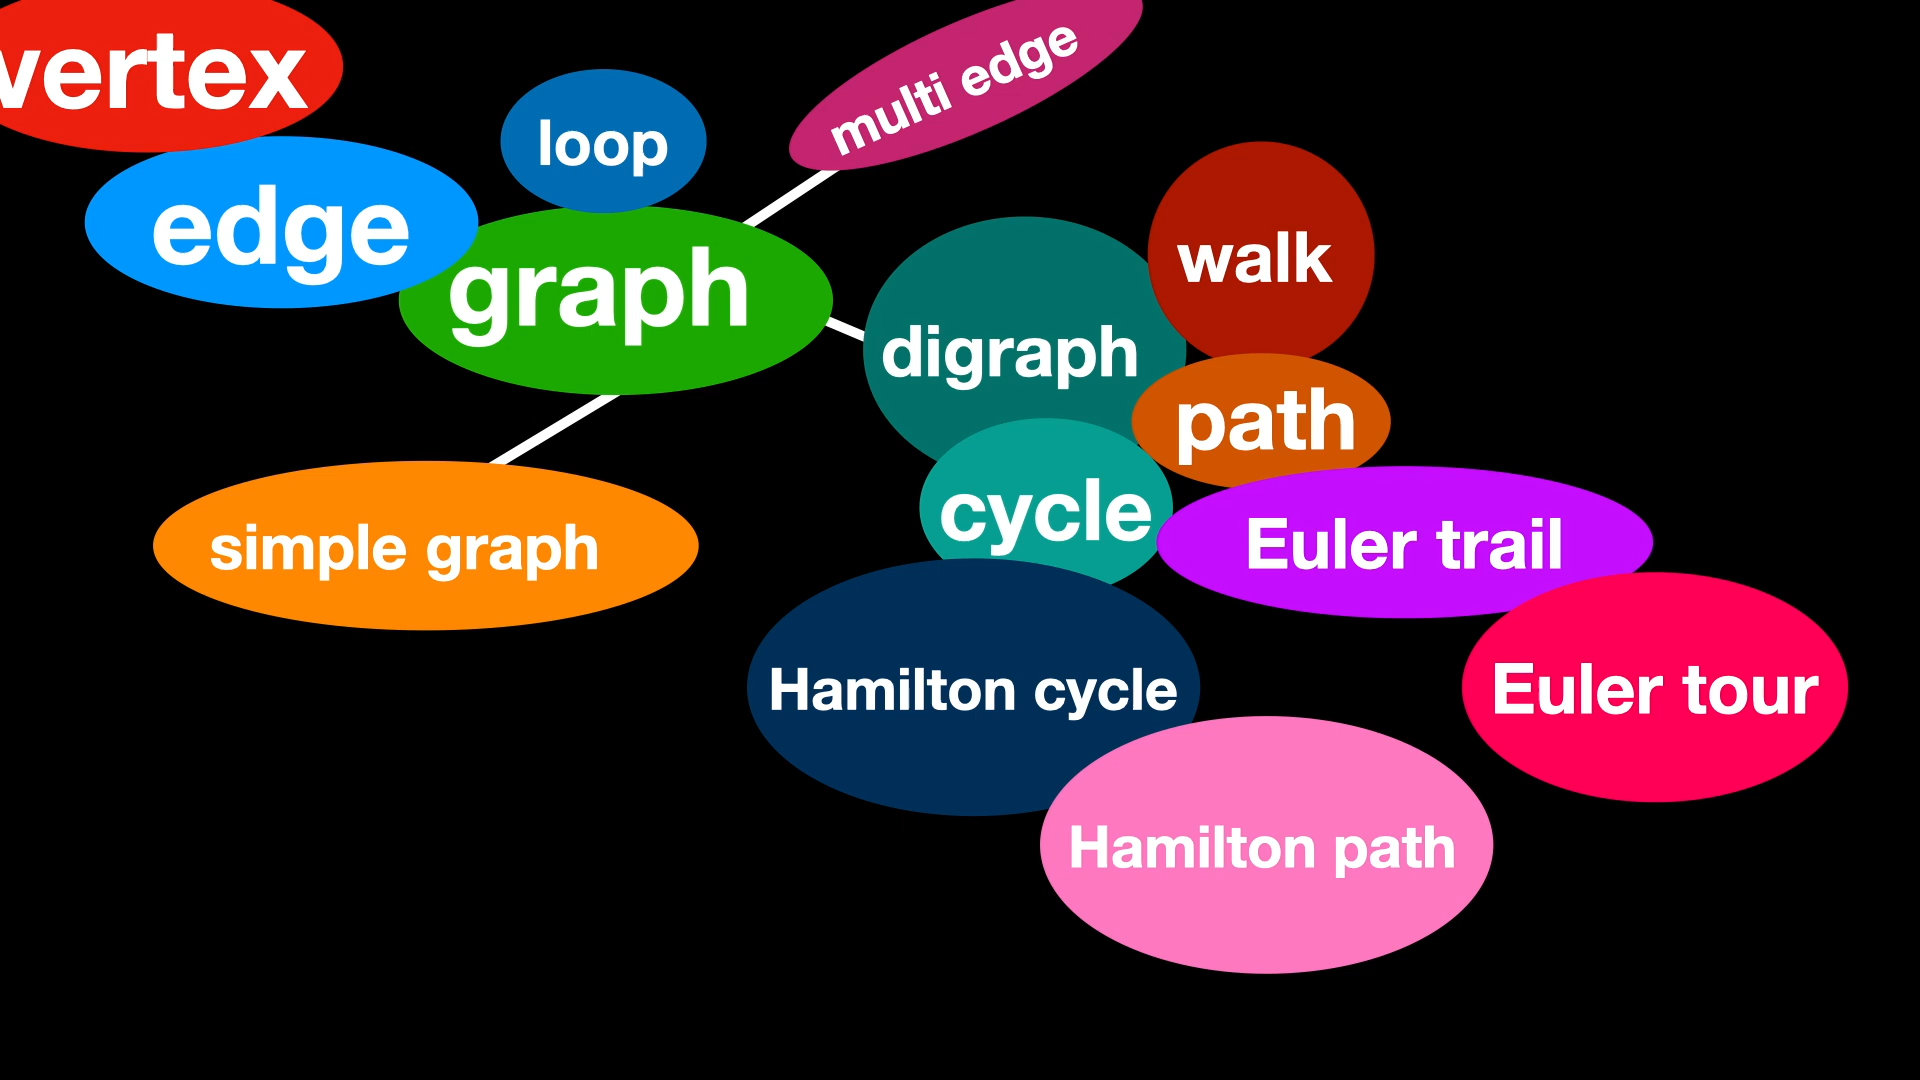 vertex
multi edge
loop
edge
graph
walk
digraph
path
cycle
simple graph
Euler trail
Hamilton cycle
Euler tour
Hamilton path